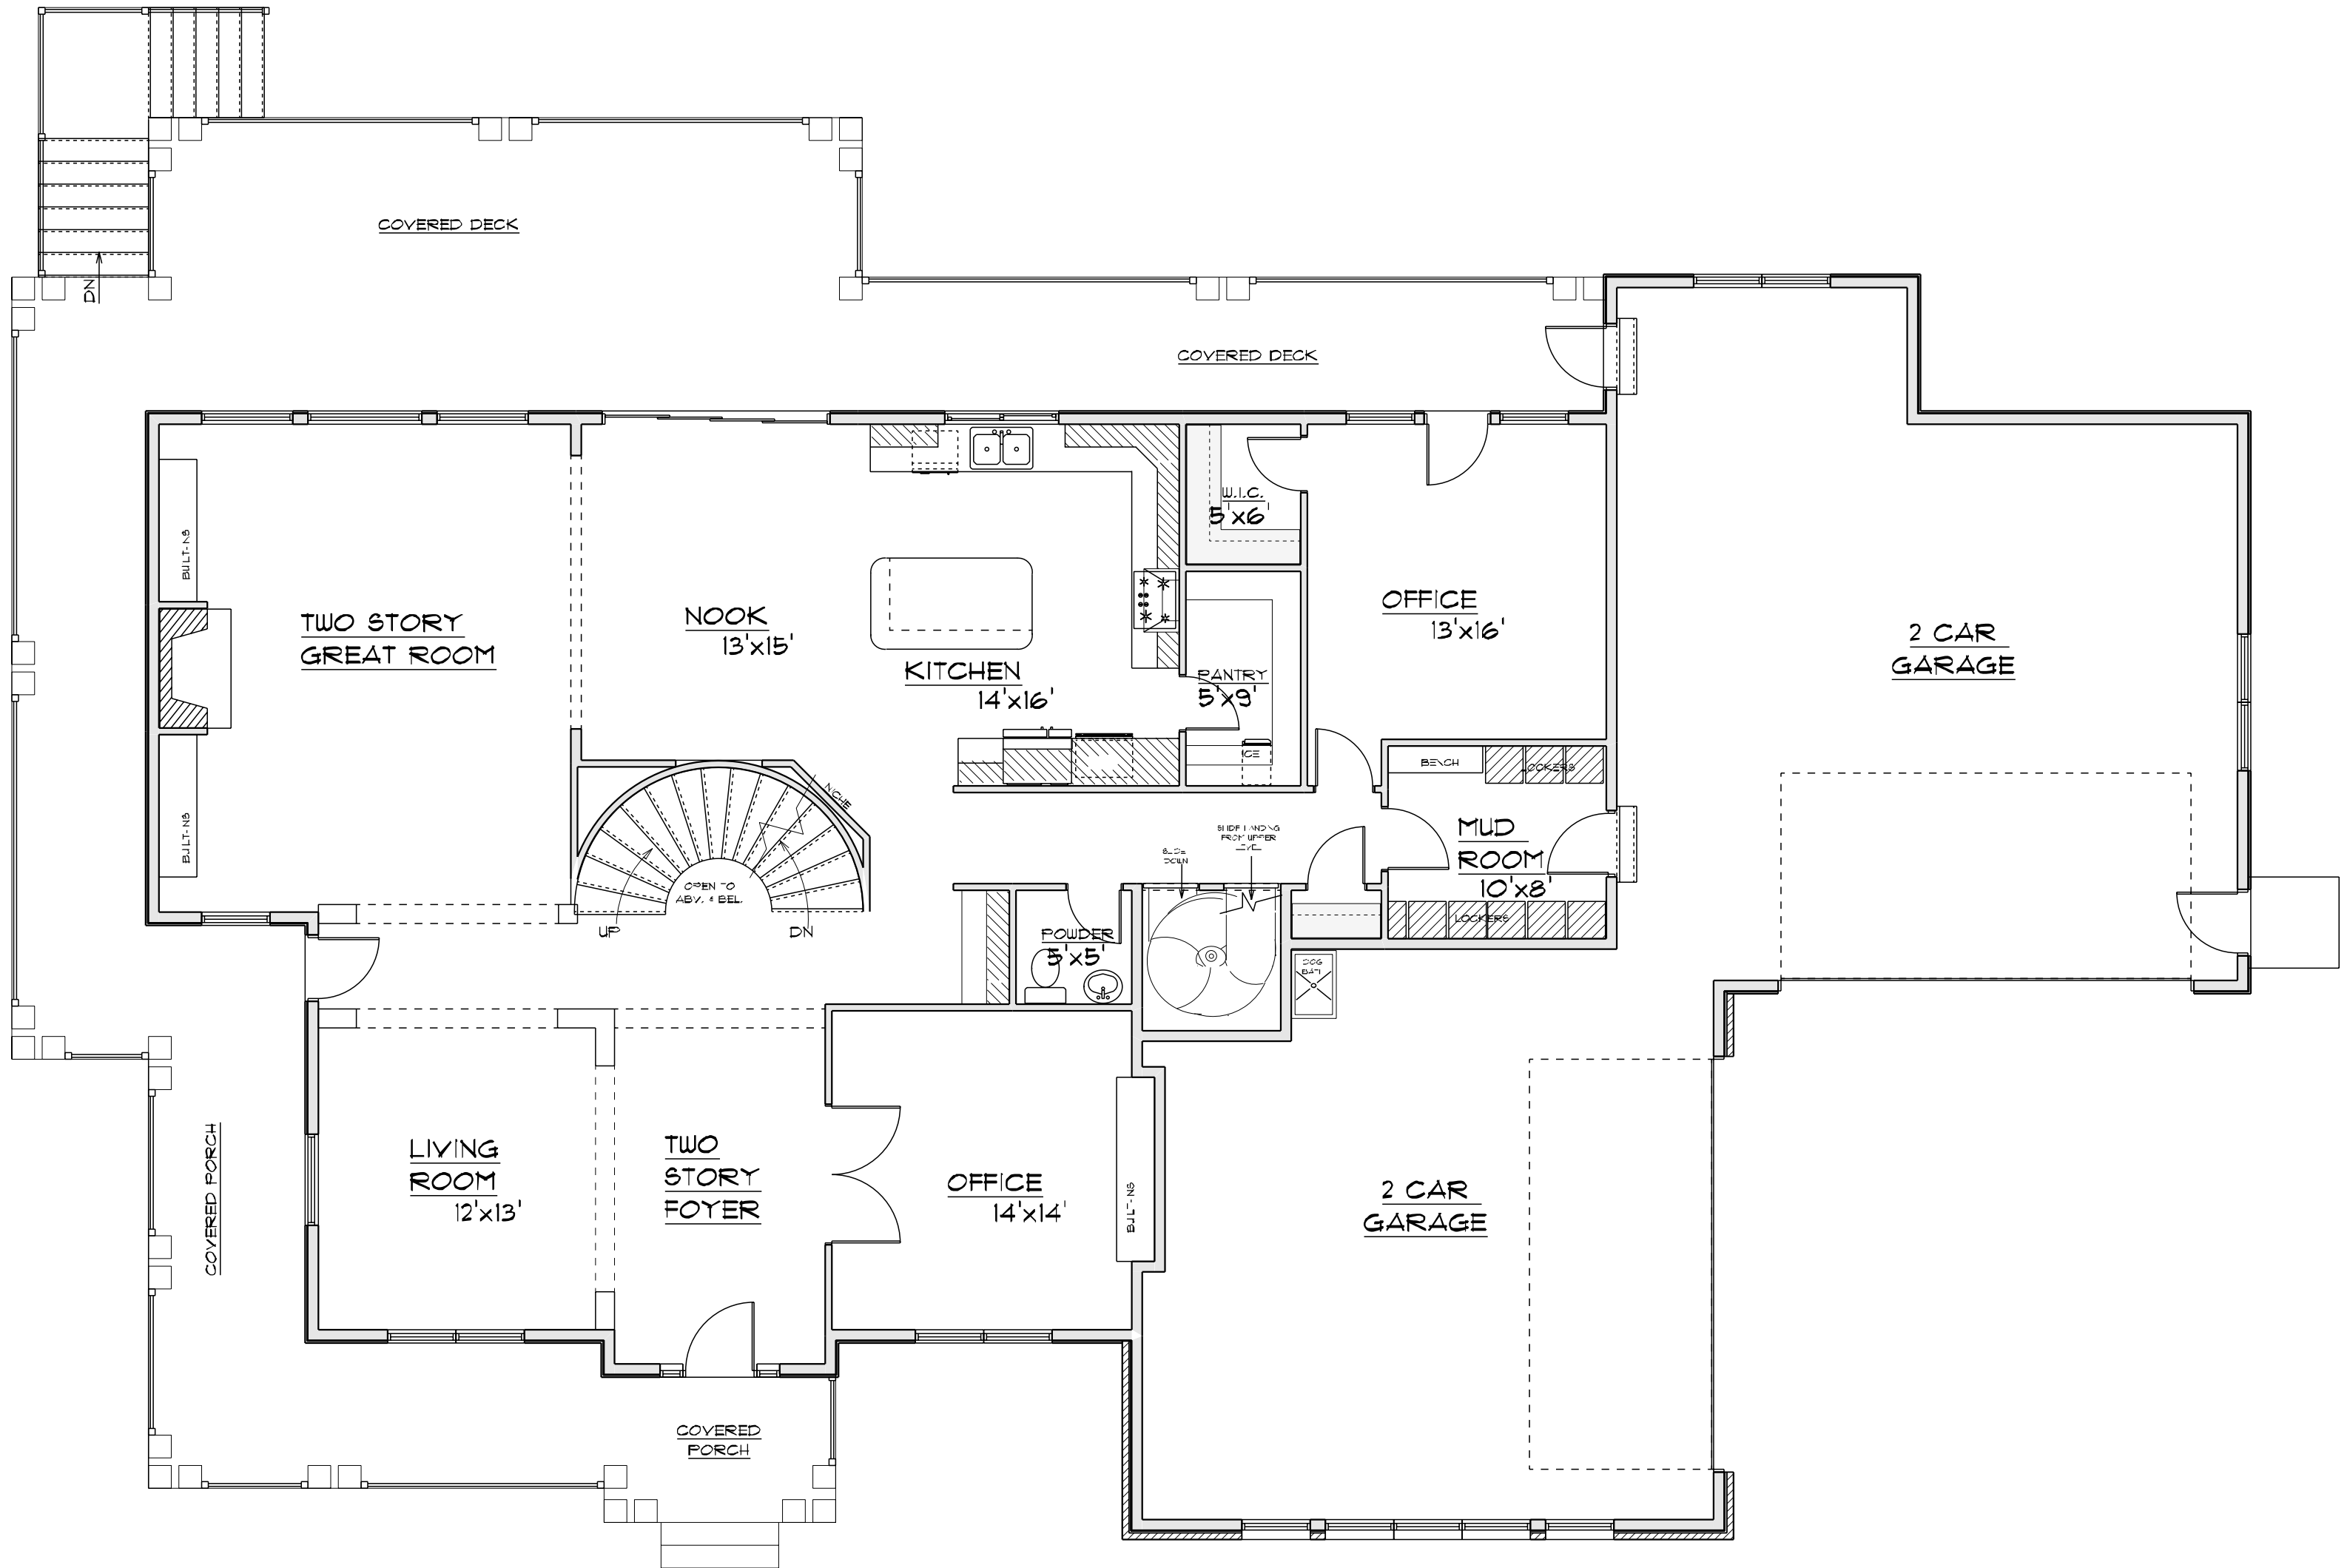 COVERED DECK
DN
COVERED DECK
W.I.C.
5'x6'
BUILT-INS
OFFICE
13'x16'
TWO STORY
GREAT ROOM
NOOK
13'x15'
2 CAR
GARAGE
KITCHEN
14'x16'
PANTRY
5'x9'
ICE
BENCH
LOCKERS
NICHE
BUILT-INS
SLIDE LANDING
FROM UPPER
LEVEL
SLIDE
DOWN
MUD
ROOM
10'x8'
OPEN TO
ABV. & BEL.
UP
DN
LOCKERS
POWDER
5'x5'
DOG
BATH
COVERED PORCH
LIVING
ROOM
12'x13'
TWO
STORY
FOYER
OFFICE
14'x14'
BUILT-INS
2 CAR
GARAGE
COVERED
PORCH